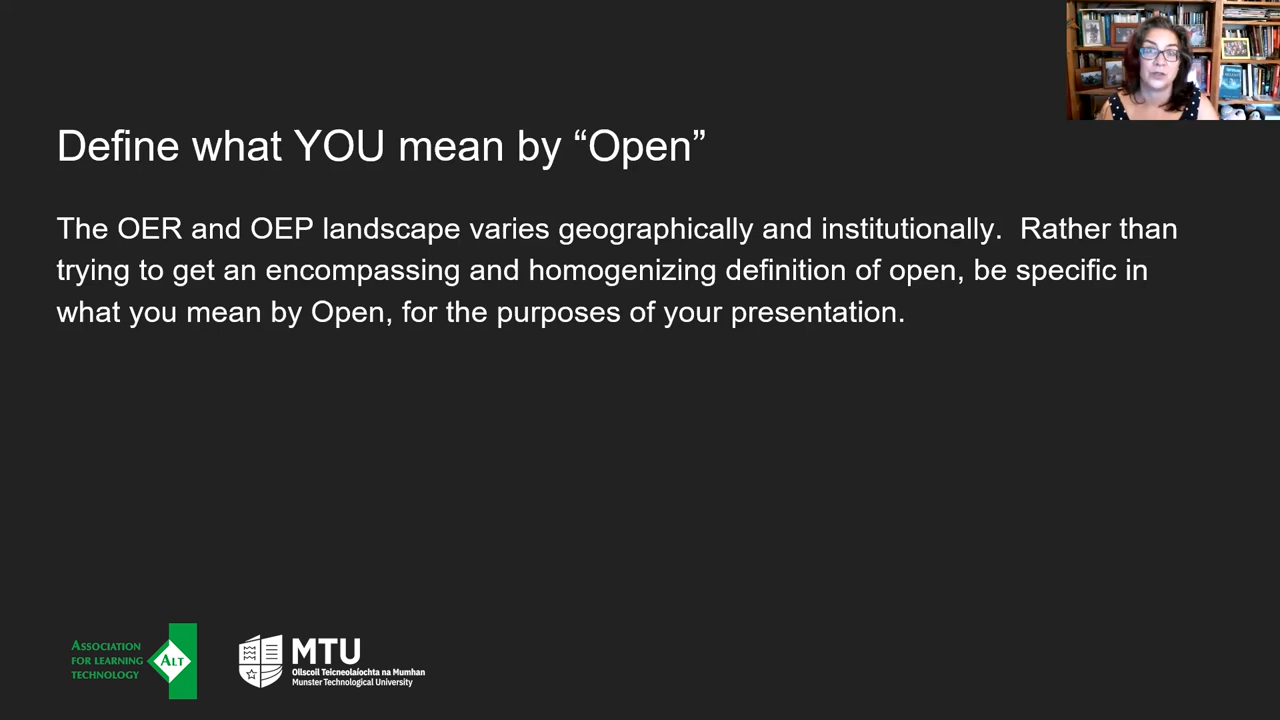 Define what YOU mean by “Open”
The OER and OEP landscape varies geographically and institutionally.  Rather than
trying to get an encompassing and homogenizing definition of open, be specific in
what you mean by Open, for the purposes of your presentation.
ASSOCIATION
FOR LEARNING
TECHNOLOGY
ALT
MTU
Ollscoil Teicneolaíochta na Mumhan
Munster Technological University